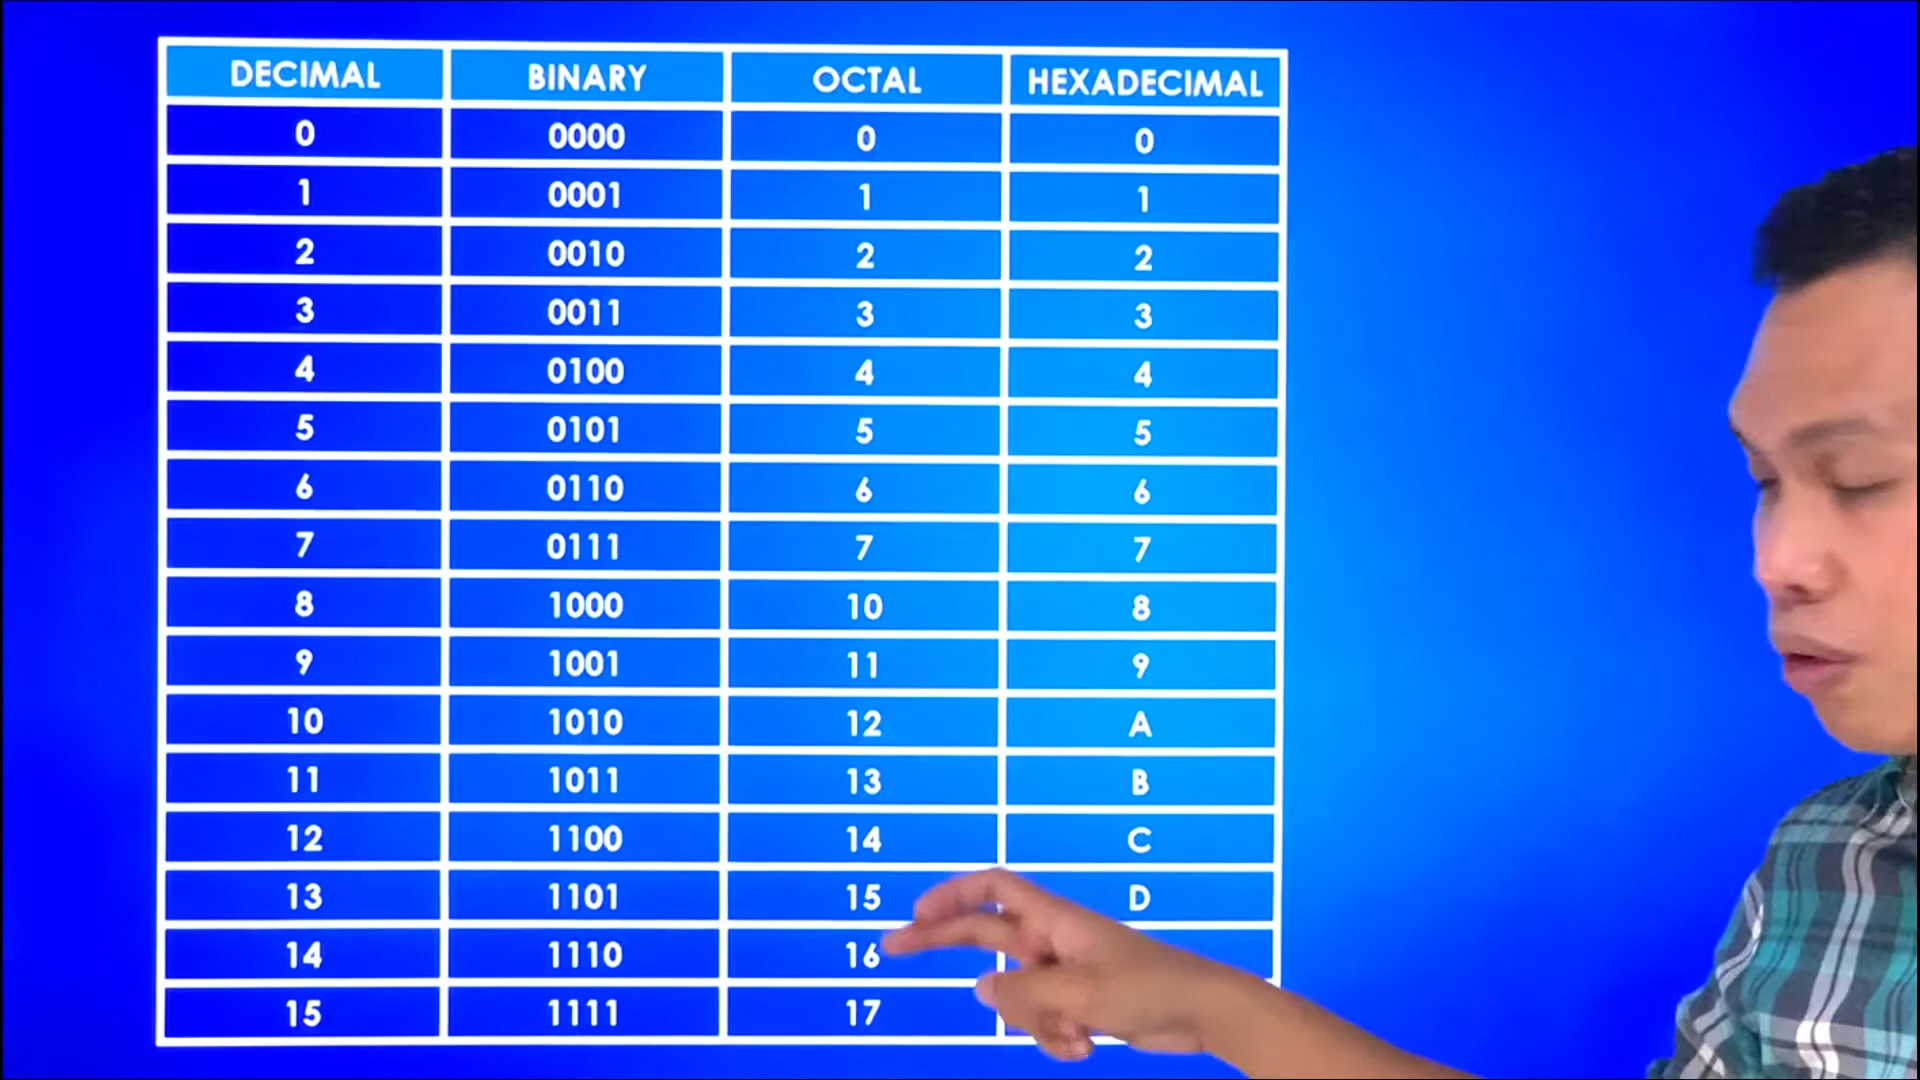 DECIMAL BINARY OCTAL HEXADECIMAL
0 0000 0 0
1 0001 1 1
2 0010 2 2
3 0011 3 3
4 0100 4 4
5 0101 5 5
6 0110 6 6
7 0111 7 7
8 1000 10 8
9 1001 11 9
10 1010 12 A
11 1011 13 B
12 1100 14 C
13 1101 15 D
14 1110 16
15 1111 17